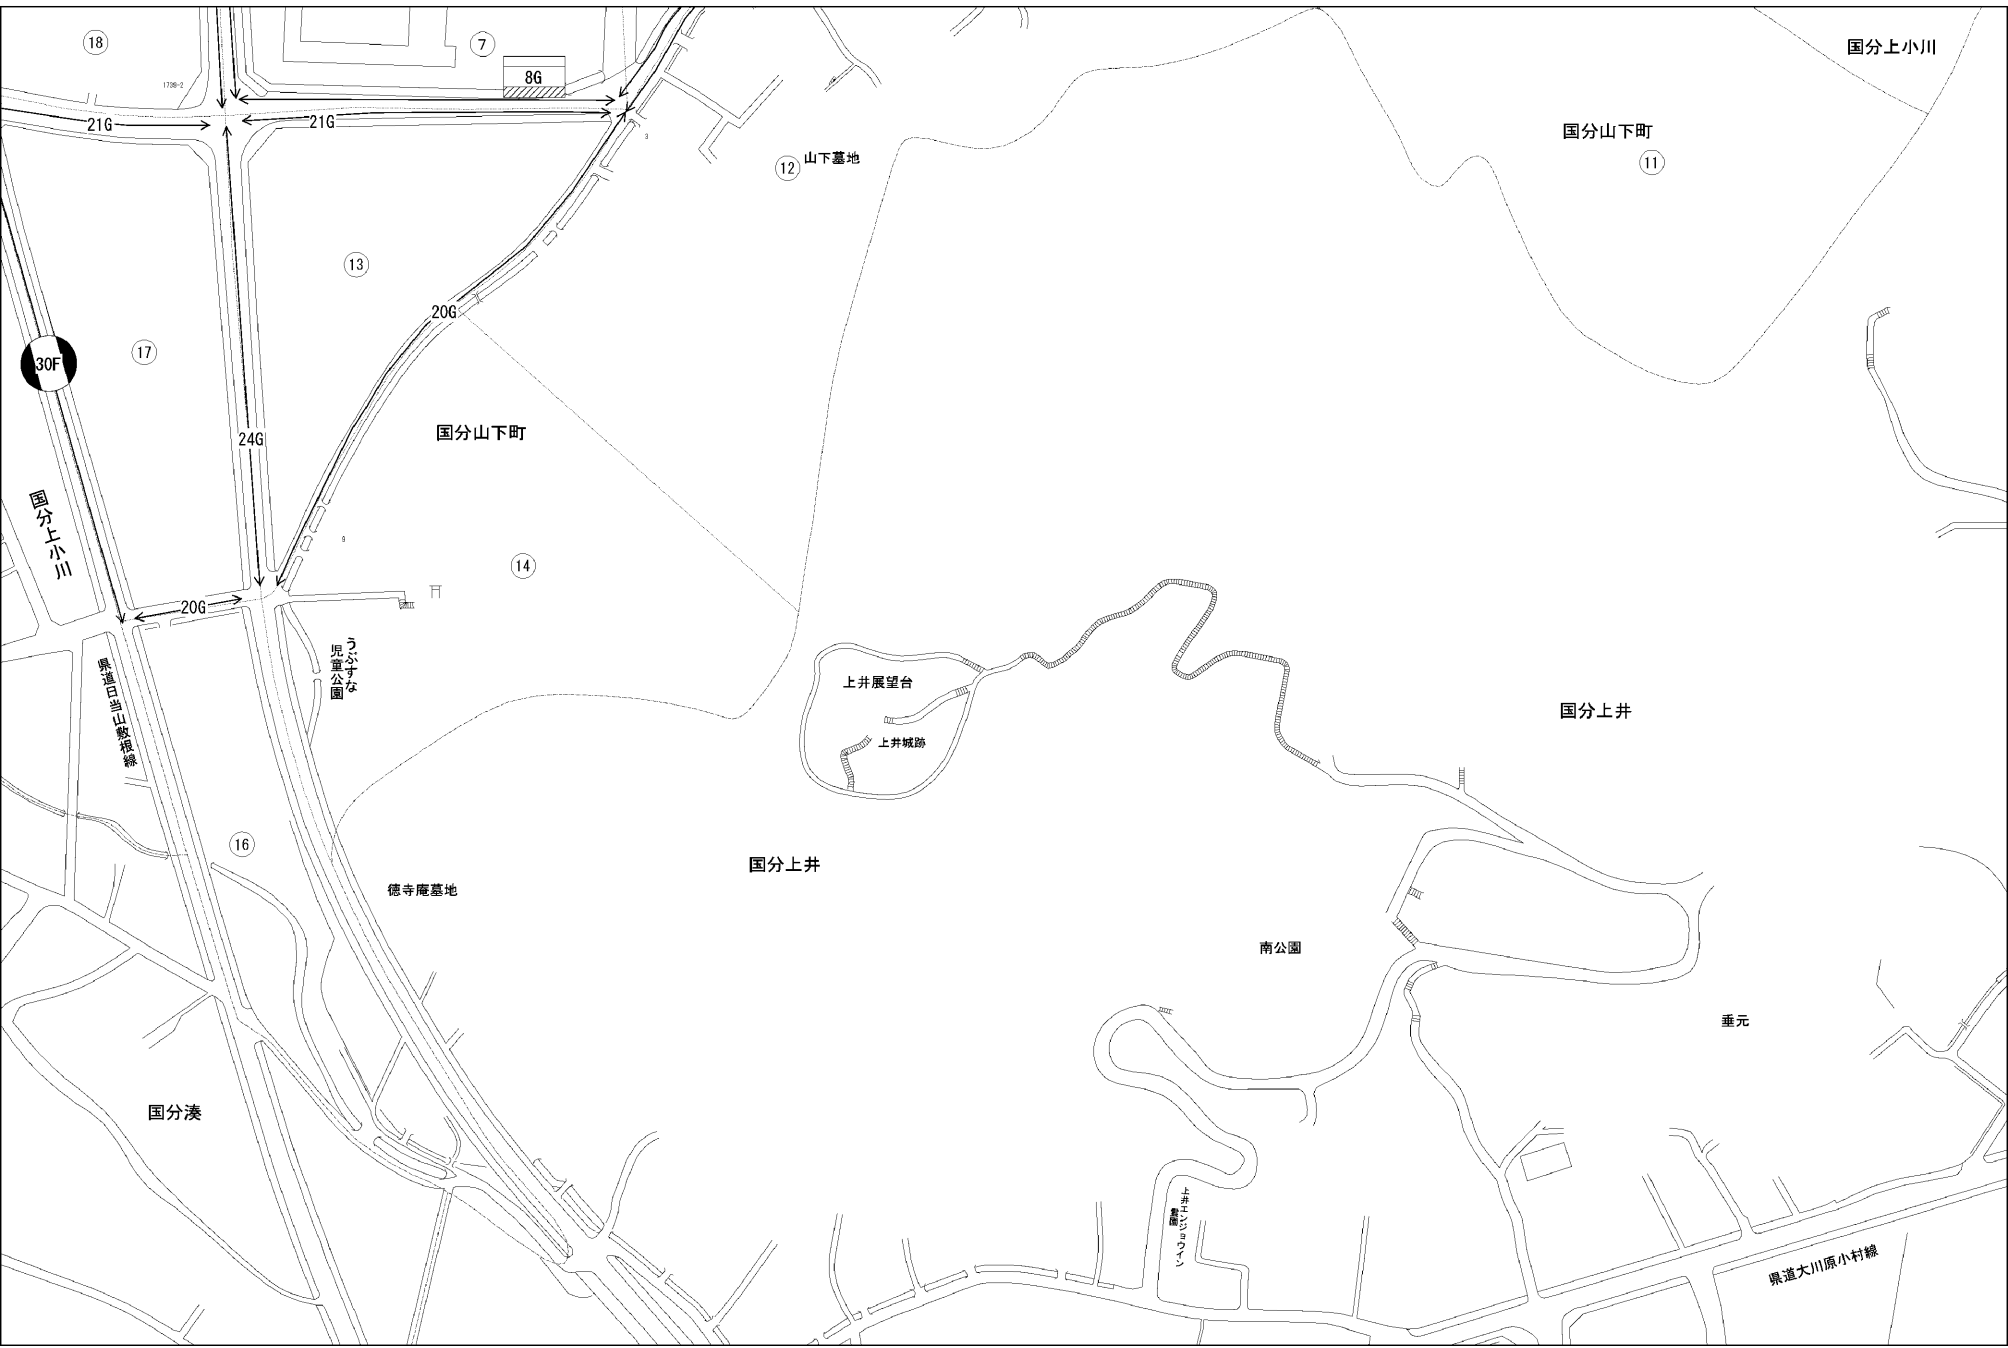 18
7
国分上小川
8G
1739-2
21G
21G
国分山下町
11
3
12
山下墓地
13
20G
17
30F
国分山下町
24G
国分上小川
9
14
20G
うぶすな
児童公園
県道日当山敷根線
上井展望台
上井城跡
国分上井
16
国分上井
徳寺庵墓地
南公園
垂元
国分湊
上井エンジョウイン
霊園
県道大川原小村線